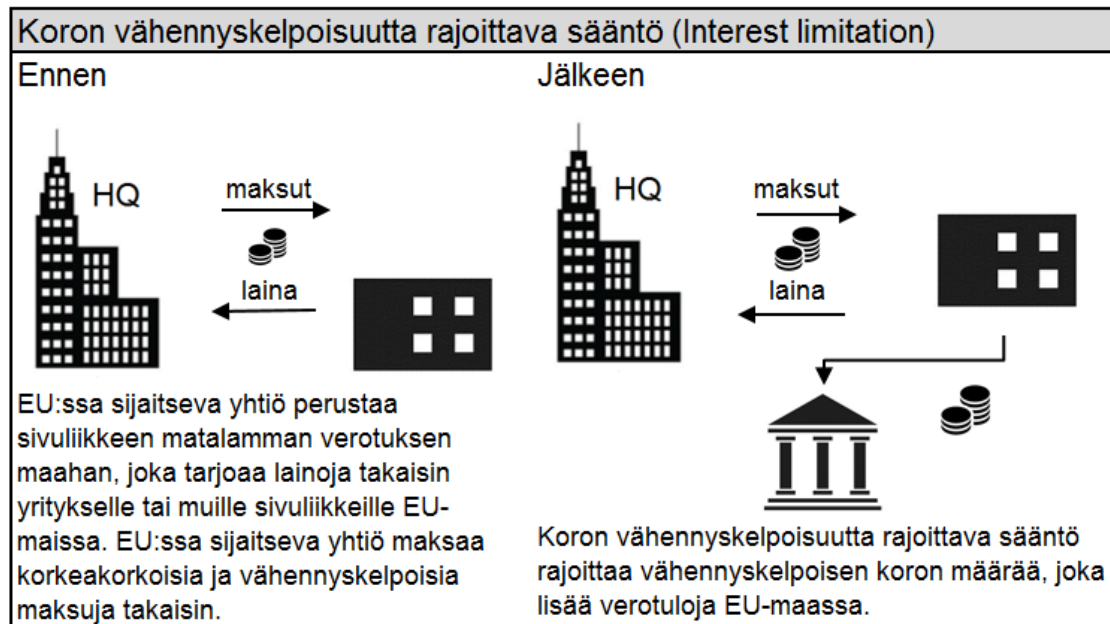 Koron vähennyskelpoisuutta rajoittava sääntö (Interest limitation)
Ennen
HQ
maksut
laina
EU:ssa sijaitseva yhtiö perustaa
sivuliikkeen matalamman verotuksen
maahan, joka tarjoaa lainoja takaisin
yritykselle tai muille sivuliikkeille EU-
maissa. EU:ssa sijaitseva yhtiö maksaa
korkeakorkoisia ja vähennyskelpoisia
maksuja takaisin.
Jälkeen
HQ
maksut
laina
Koron vähennyskelpoisuutta rajoittava sääntö
rajoittaa vähennyskelpoisen koron määrää, joka
lisää verotuloja EU-maassa.